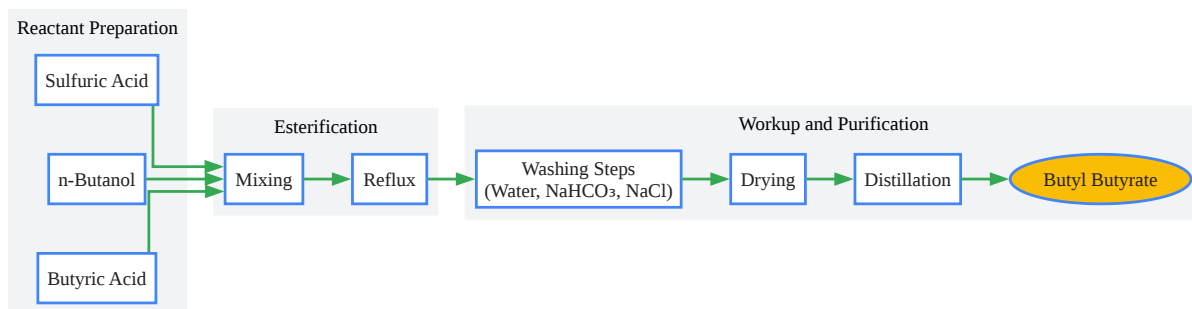 Reactant Preparation
Sulfuric Acid
n-Butanol
Butyric Acid
Esterification
Mixing
Reflux
Workup and Purification
Washing Steps
(Water, NaHCO₃, NaCl)
Drying
Distillation
Butyl Butyrate